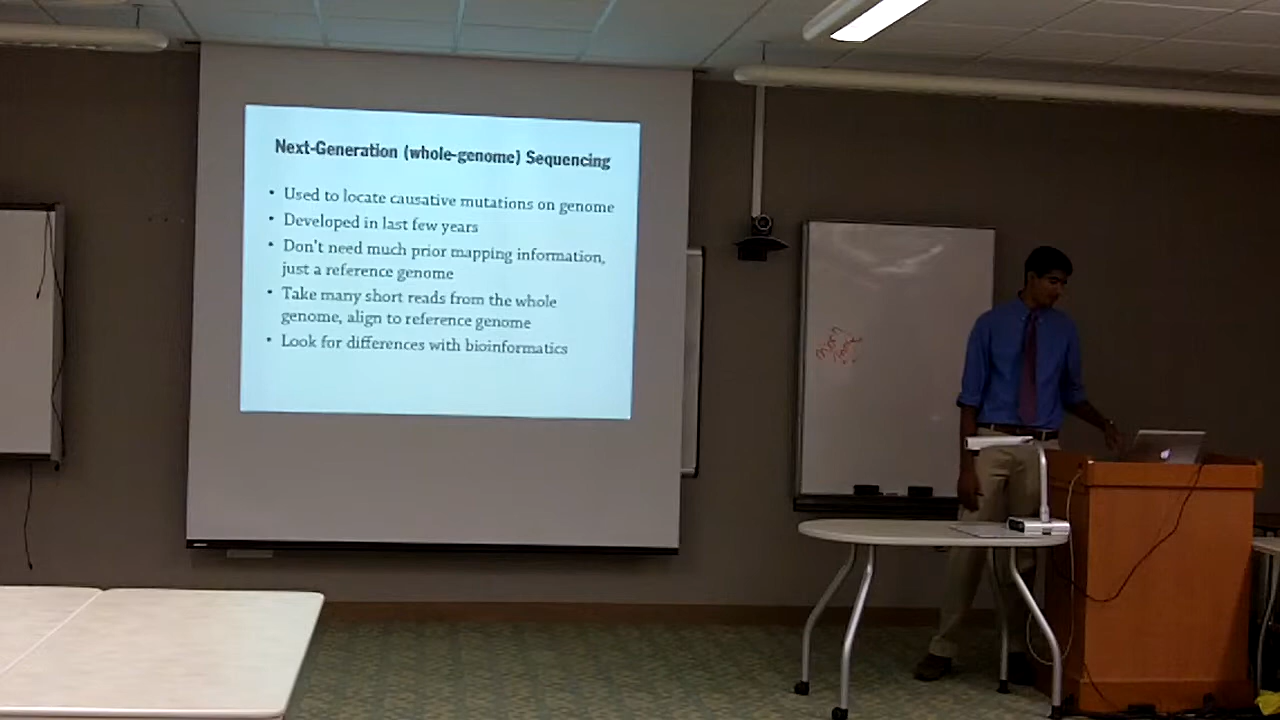 Next-Generation (whole-genome) Sequencing
• Used to locate causative mutations on genome
• Developed in last few years
• Don't need much prior mapping information,
just a reference genome
• Take many short reads from the whole
genome, align to reference genome
• Look for differences with bioinformatics